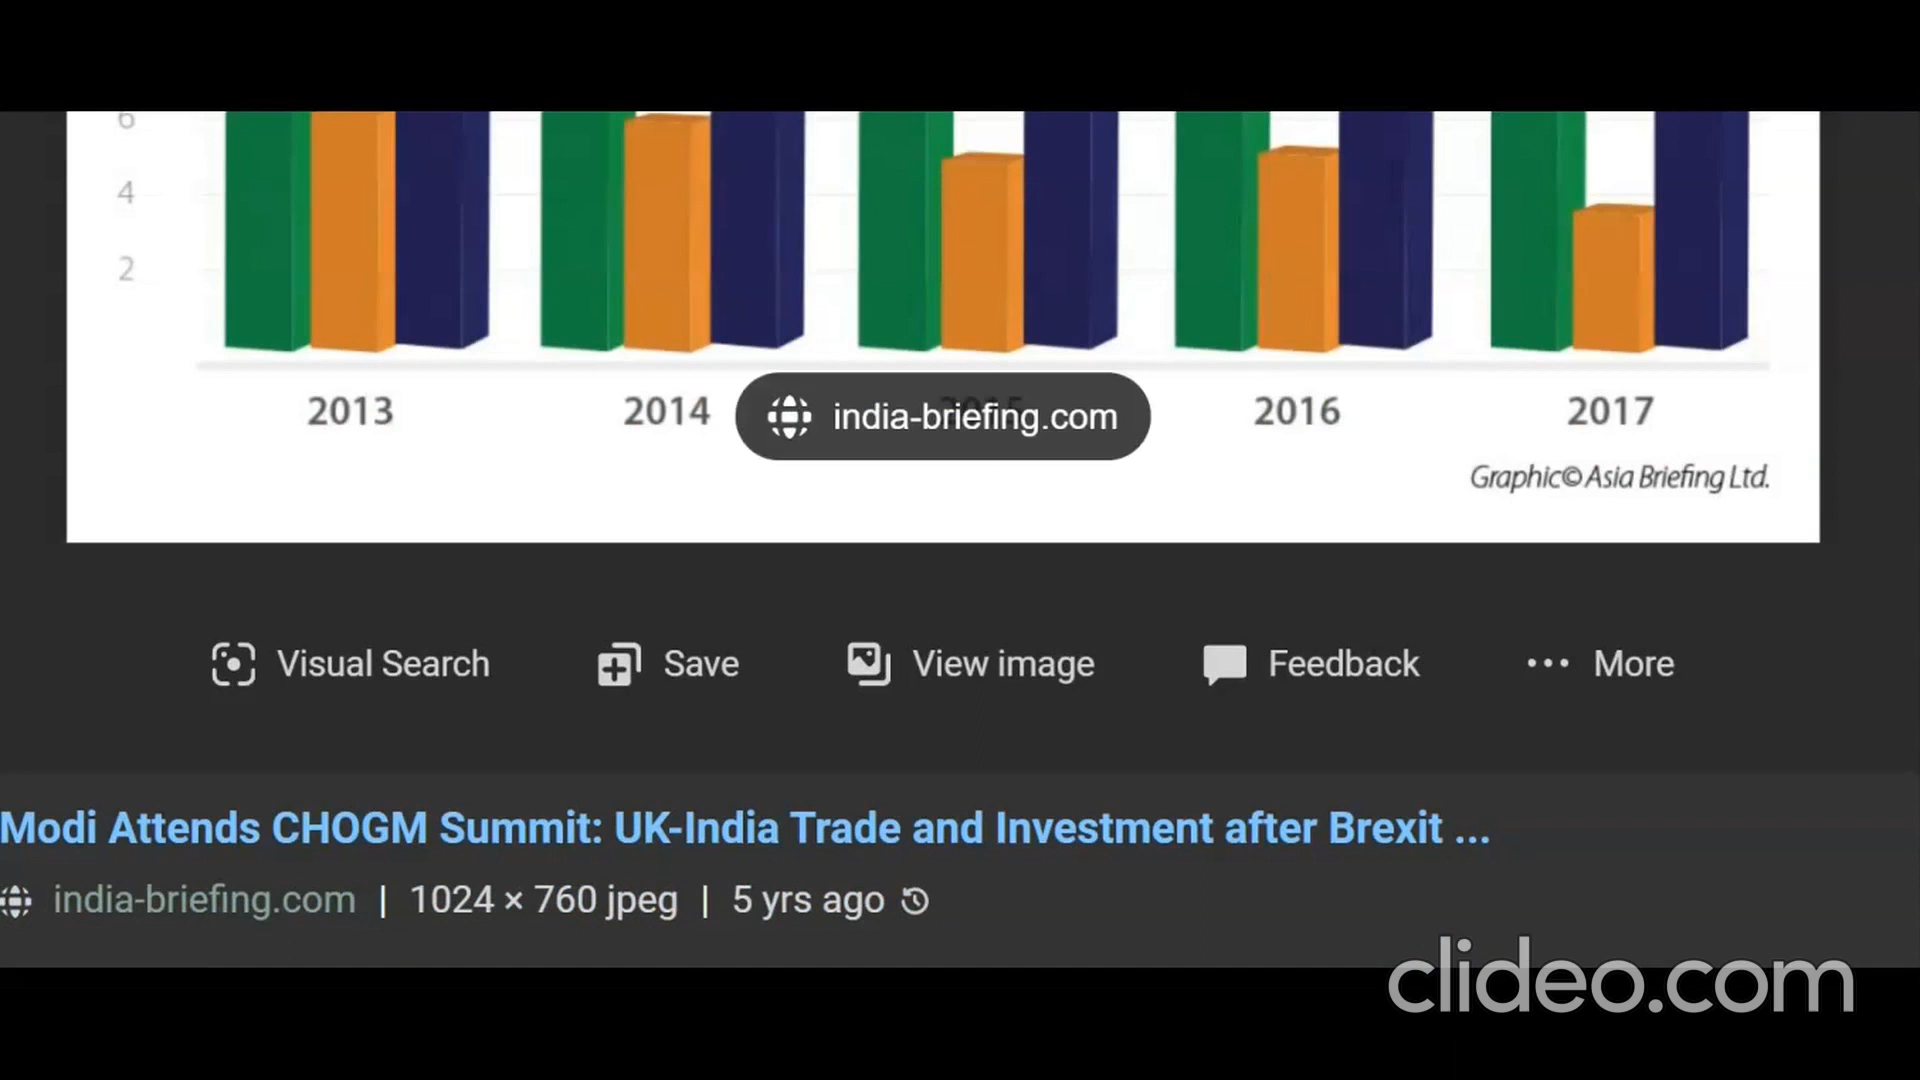 6
4
2
2013 2014 2016 2017
india-briefing.com
Graphic© Asia Briefing Ltd.
Visual Search Save View image Feedback ... More
Modi Attends CHOGM Summit: UK-India Trade and Investment after Brexit ...
india-briefing.com | 1024 × 760 jpeg | 5 yrs ago
clideo.com